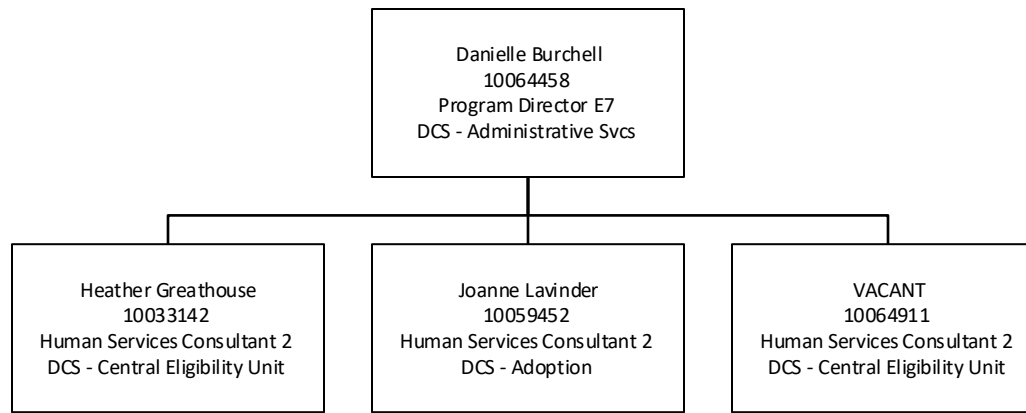 Danielle Burchell
10064458
Program Director E7
DCS - Administrative Svcs
Heather Greathouse
10033142
Human Services Consultant 2
DCS - Central Eligibility Unit
Joanne Lavinder
10059452
Human Services Consultant 2
DCS - Adoption
VACANT
10064911
Human Services Consultant 2
DCS - Central Eligibility Unit